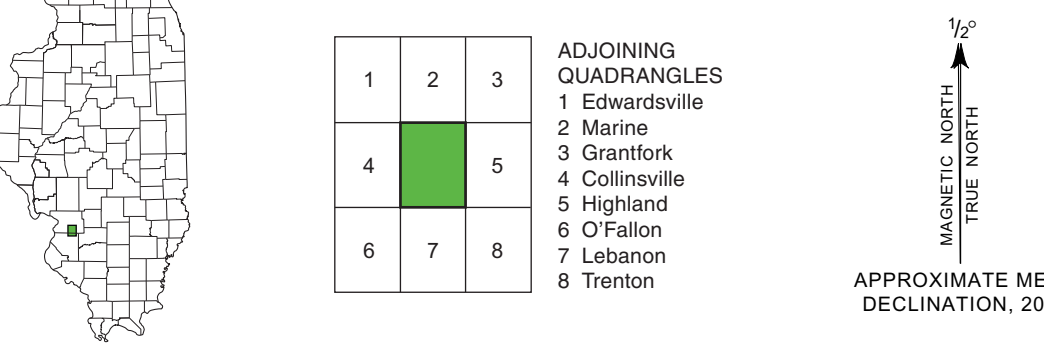 1
2
3
4
5
6
7
8
ADJOINING
QUADRANGLES
1 Edwardsville
2 Marine
3 Grantfork
4 Collinsville
5 Highland
6 O’Fallon
7 Lebanon
8 Trenton
1/2°
MAGNETIC NORTH
TRUE NORTH
APPROXIMATE ME
DECLINATION, 20